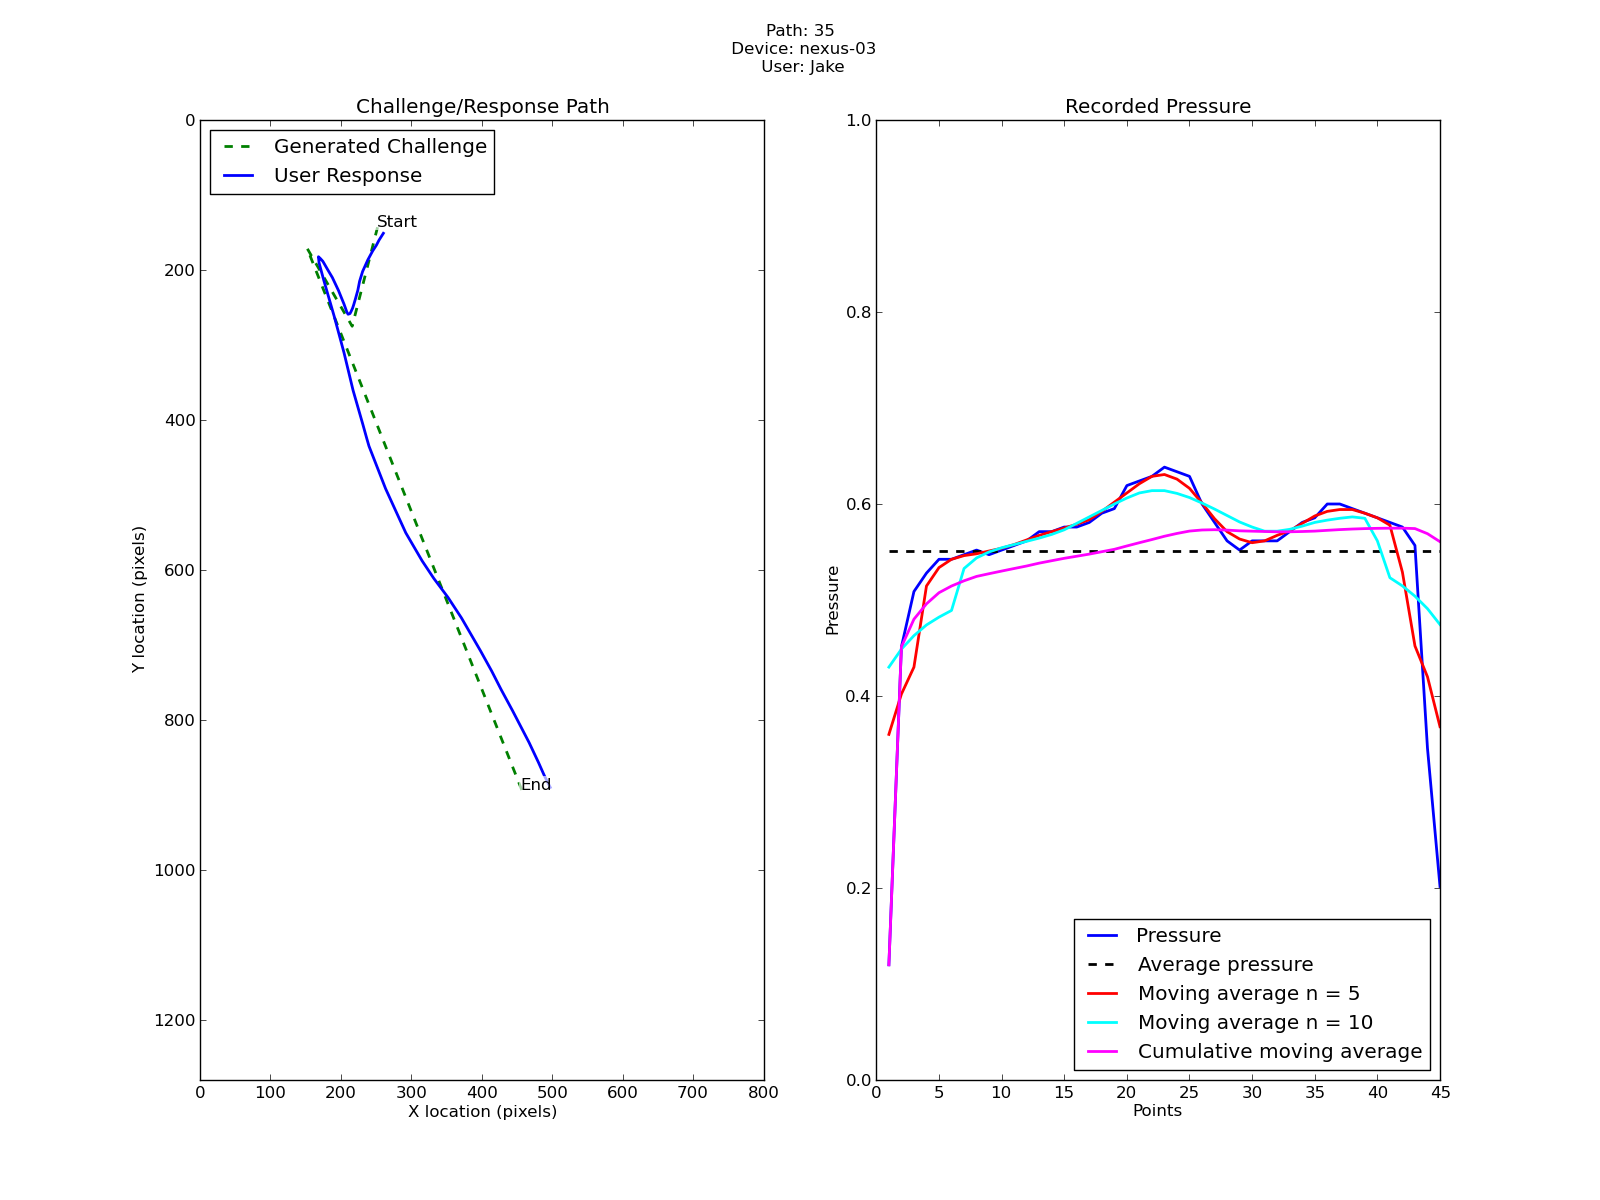 Path: 35
Device: nexus-03
User: Jake
Challenge/Response Path
0
200
400
600
800
1000
1200
Y location (pixels)
Generated Challenge
User Response
Start
End
0 100 200 300 400 500 600 700 800
X location (pixels)
Recorded Pressure
1.0
0.8
0.6
0.4
0.2
0.0
Pressure
Pressure
Average pressure
Moving average n = 5
Moving average n = 10
Cumulative moving average
0 5 10 15 20 25 30 35 40 45
Points